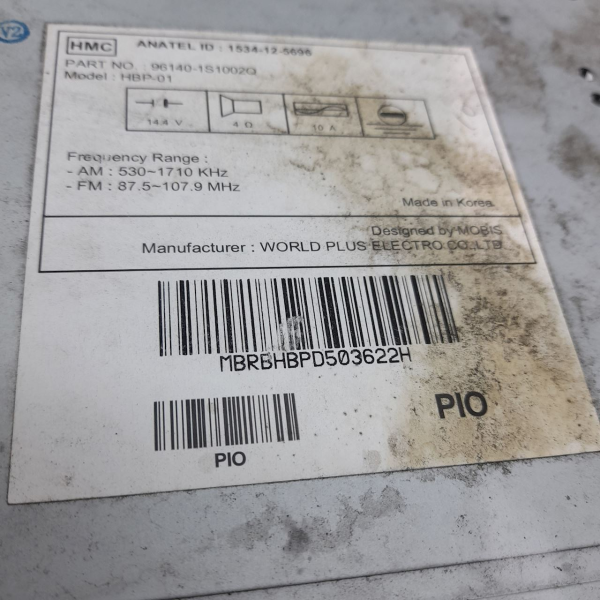 Y2
HMC ANATEL ID : 1534-12-5696
PART NO. : 96140-1S1002Q
Model : HBP-01
14.4 V 4 Ω 10 A
Frequency Range :
- AM : 530~1710 KHz
- FM : 87.5~107.9 MHz
Made in Korea
Designed by MOBIS
Manufacturer : WORLD PLUS ELECTRO CO.,LTD
MBRBHBPD503622H
PIO
PIO